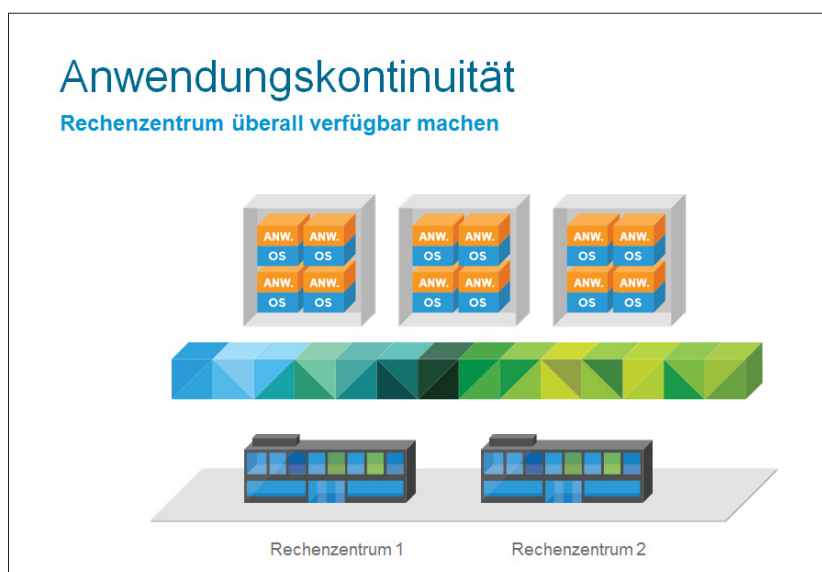 Anwendungskontinuität
Rechenzentrum überall verfügbar machen
ANW. ANW. ANW. ANW. ANW. ANW.
OS OS OS OS OS OS
ANW. ANW. ANW. ANW. ANW. ANW.
OS OS OS OS OS OS
Rechenzentrum 1 Rechenzentrum 2